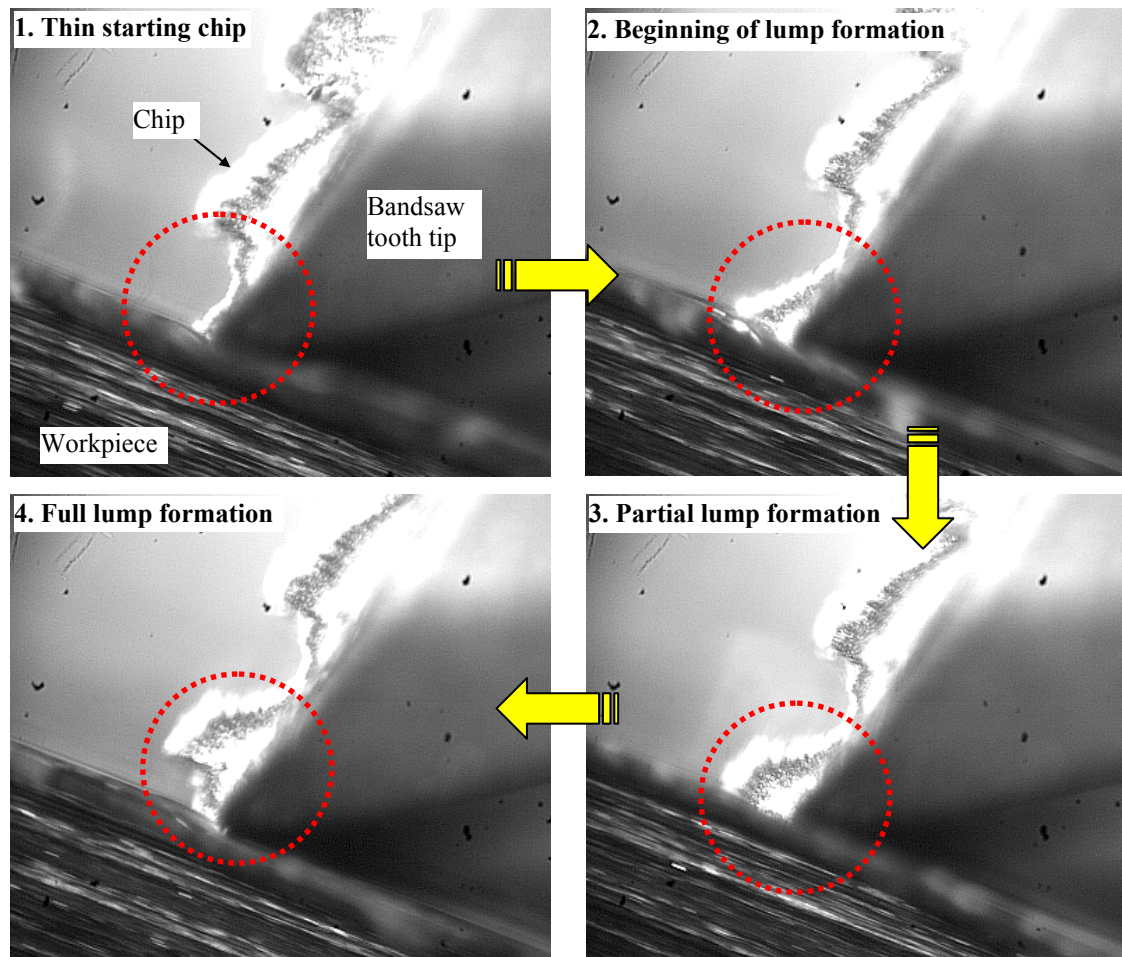 1. Thin starting chip
2. Beginning of lump formation
Chip
Bandsaw
tooth tip
Workpiece
4. Full lump formation
3. Partial lump formation